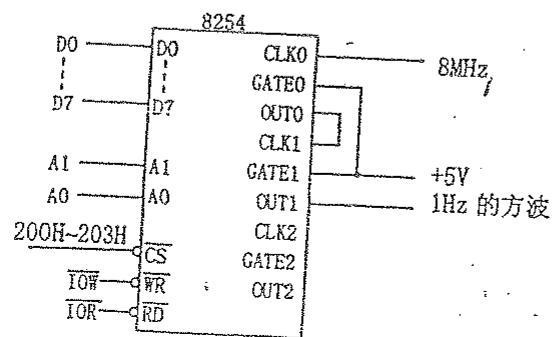 8254
D0
D0
CLK0
8MHz
GATE0
D7
D7
OUT0
CLK1
A1
A1
GATE1
+5V
A0
A0
OUT1
1Hz 的方波
200H~203H
CS
CLK2
IOW
WR
GATE2
IOR
RD
OUT2